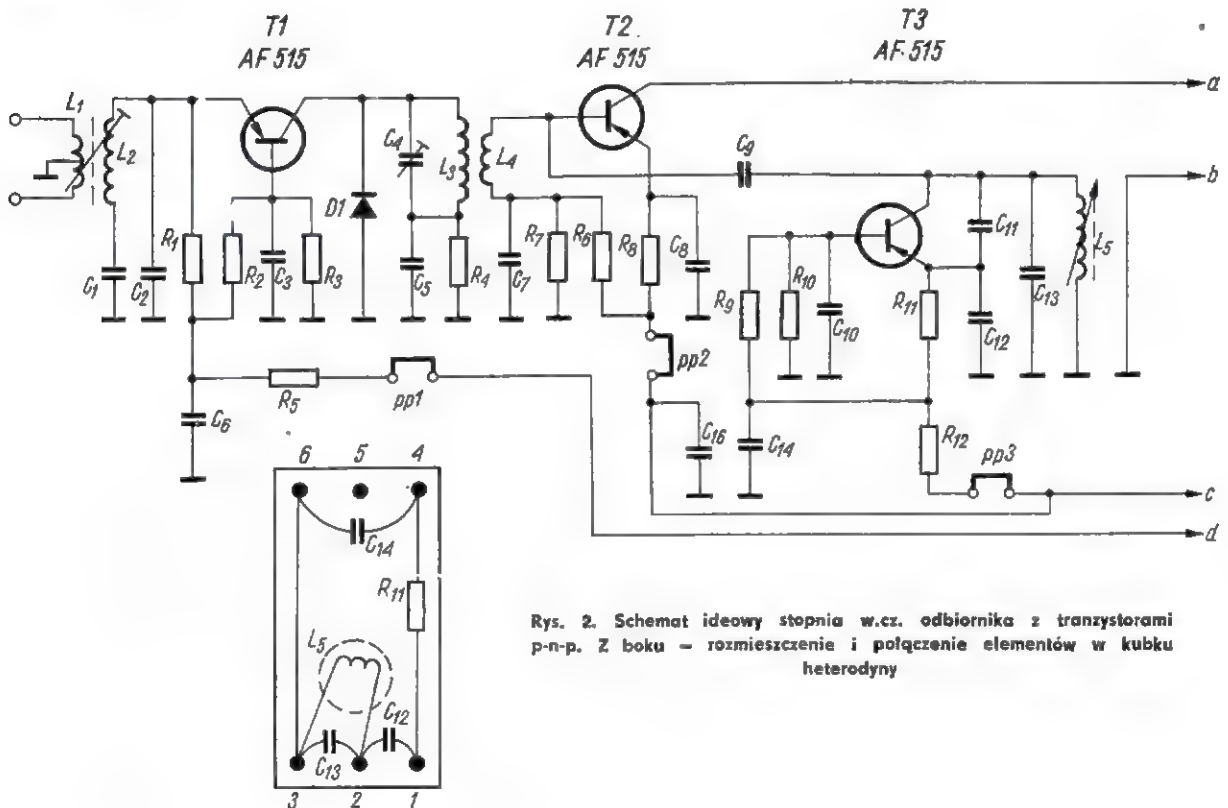 T1
AF 515
T2
AF 515
T3
AF 515
L1
L2
C1
C2
R1
R2
C3
R3
D1
C4
L3
L4
C5
R4
C7
R7
R6
R8
C8
C9
R9
R10
C10
R11
C11
C12
C13
L5
a
b
R5
pp1
C6
pp2
C16
C14
R12
pp3
c
d
6 5 4
C14
R11
L5
C12
C13
3 2 1
Rys. 2. Schemat ideowy stopnia w.cz. odbiornika z tranzystorami
p-n-p. Z boku — rozmieszczenie i połączenie elementów w kubku
heterodyny